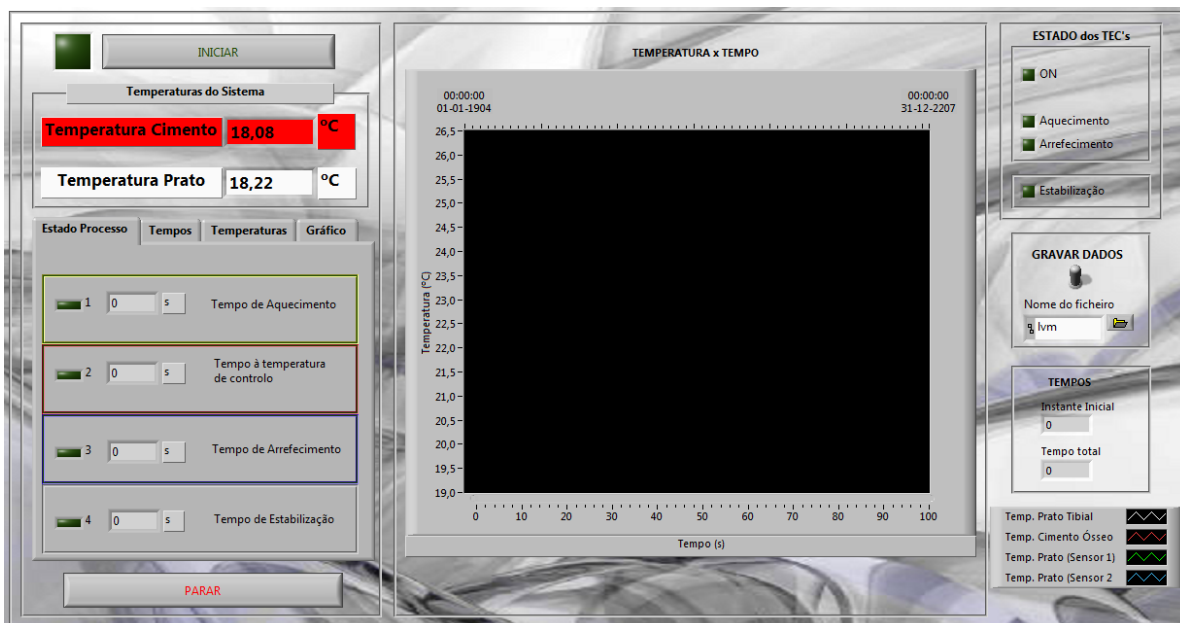 INICIAR
Temperaturas do Sistema
Temperatura Cimento 18,08 ºC
Temperatura Prato 18,22 ºC
Estado Processo Tempos Temperaturas Gráfico
1 0 s Tempo de Aquecimento
2 0 s Tempo à temperatura
de controlo
3 0 s Tempo de Arrefecimento
4 0 s Tempo de Estabilização
PARAR
TEMPERATURA x TEMPO
00:00:00 00:00:00
01-01-1904 31-12-2207
Temperatura (ºC)
26,5
26,0
25,5
25,0
24,5
24,0
23,5
23,0
22,5
22,0
21,5
21,0
20,5
20,0
19,5
19,0
0 10 20 30 40 50 60 70 80 90 100
Tempo (s)
ESTADO dos TEC's
ON
Aquecimento
Arrefecimento
Estabilização
GRAVAR DADOS
Nome do ficheiro
lvm
TEMPOS
Instante Inicial
0
Tempo total
0
Temp. Prato Tibial
Temp. Cimento Ósseo
Temp. Prato (Sensor 1)
Temp. Prato (Sensor 2